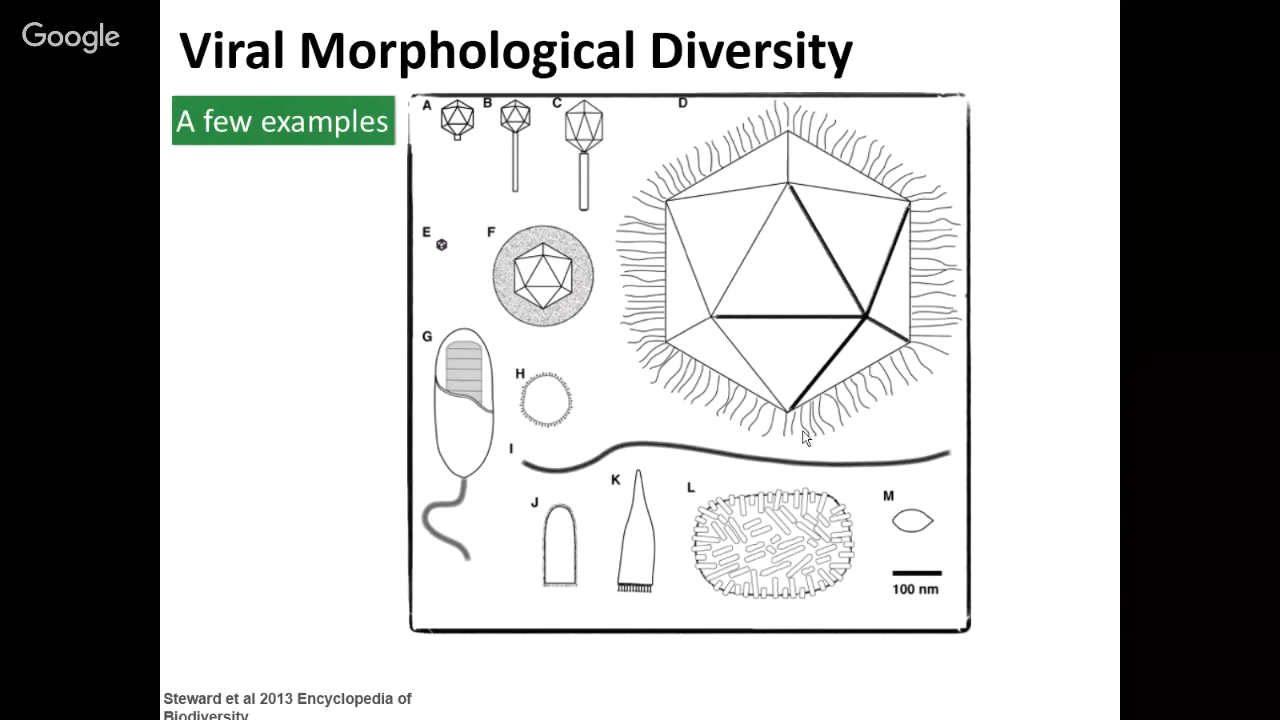 Google
Viral Morphological Diversity
A few examples
A B C D
E F
G
H
I
J K L M
100 nm
Steward et al 2013 Encyclopedia of
Biodiversity